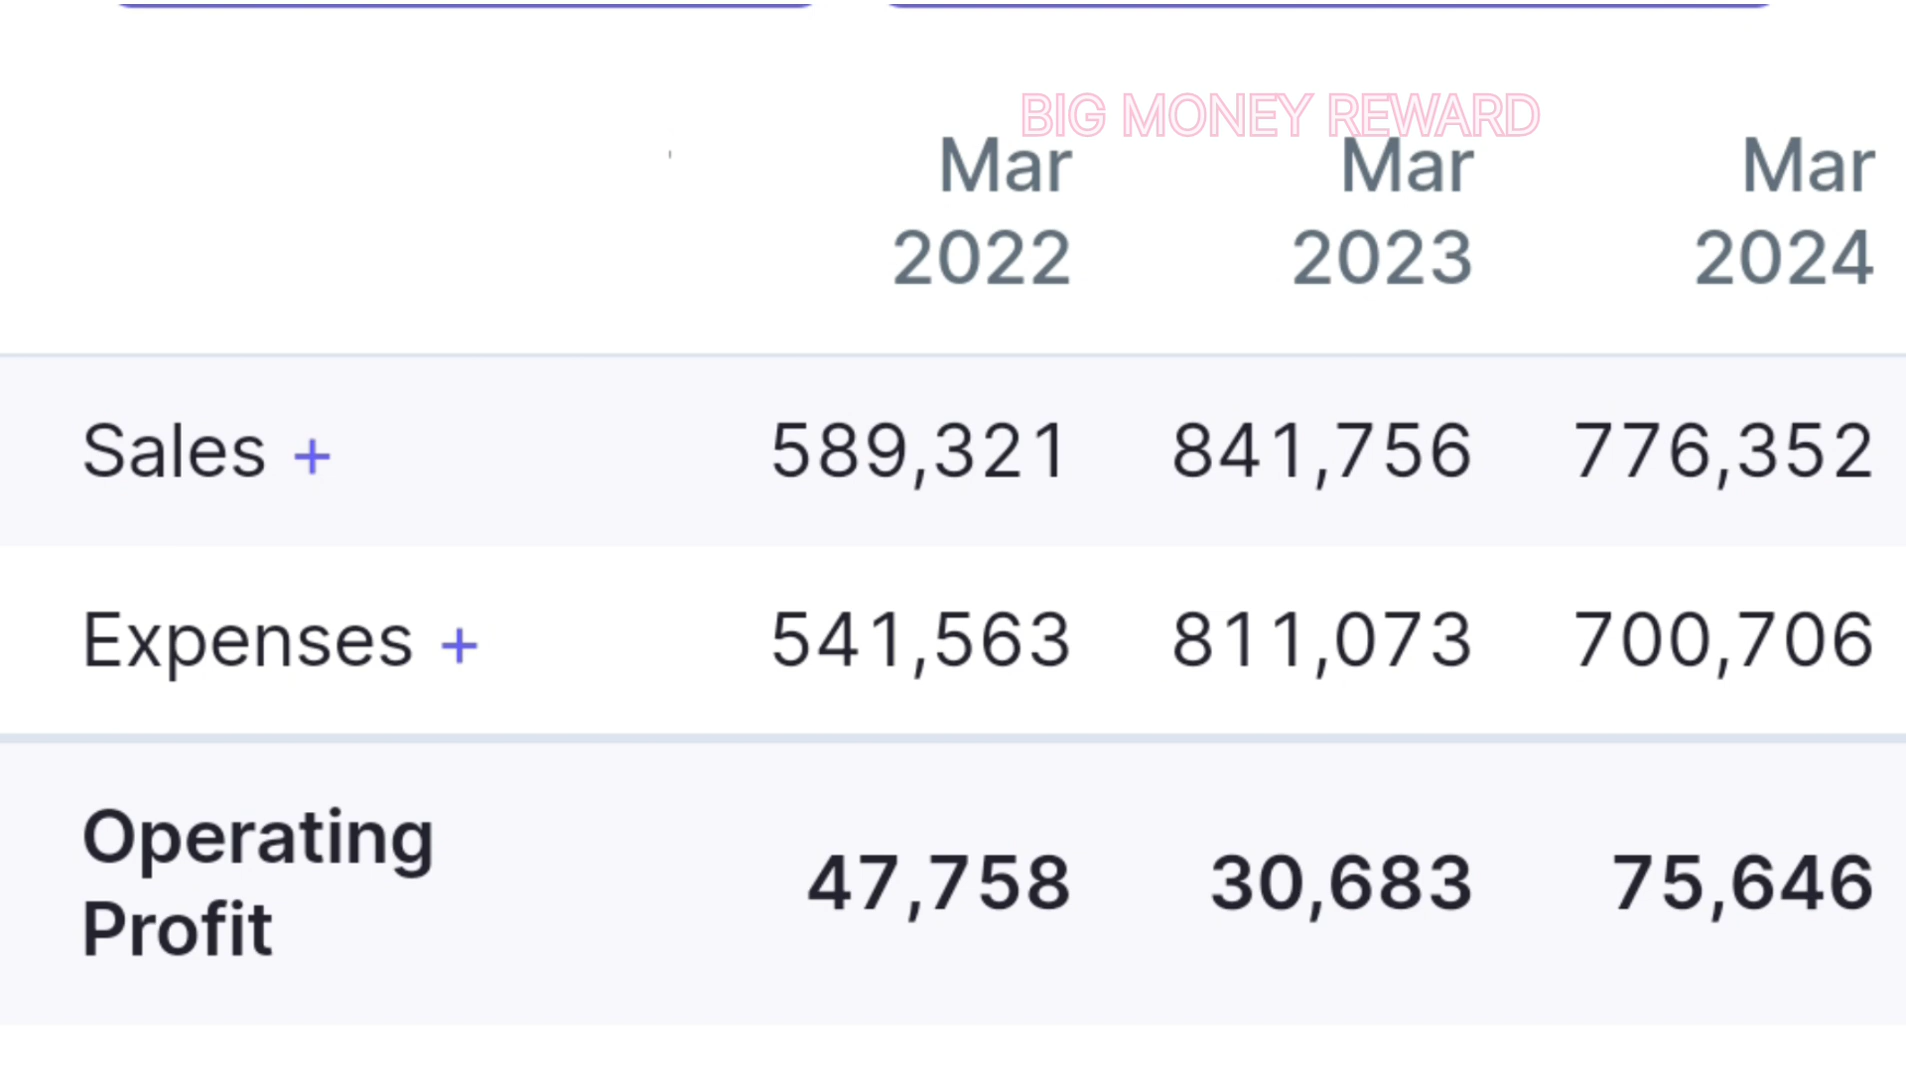 BIG MONEY REWARD
Mar 2022 Mar 2023 Mar 2024
Sales + 589,321 841,756 776,352
Expenses + 541,563 811,073 700,706
Operating Profit 47,758 30,683 75,646